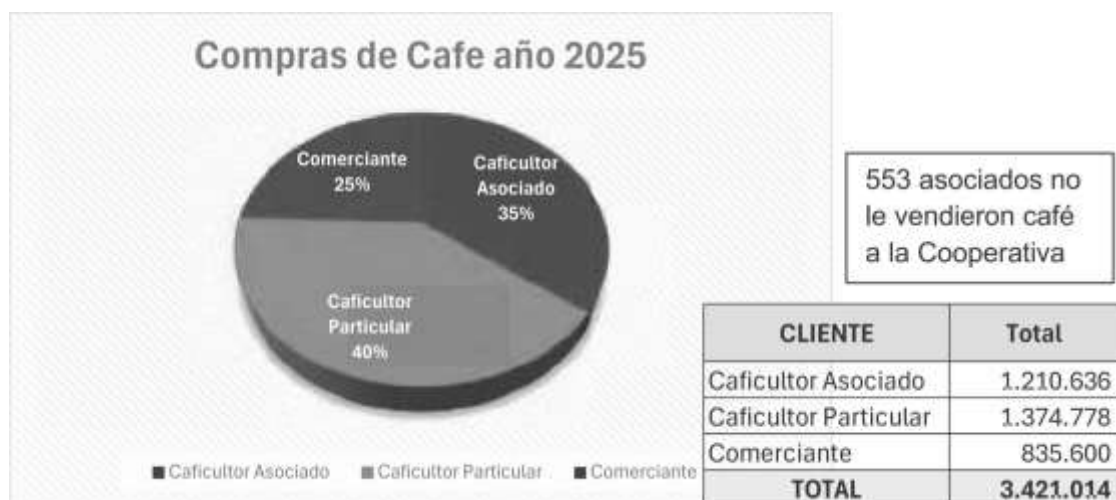 Compras de Cafe año 2025
Comerciante
25%
Caficultor
Asociado
35%
Caficultor
Particular
40%
Caficultor Asociado
Caficultor Particular
Comerciante
553 asociados no
le vendieron café
a la Cooperativa
CLIENTE Total
Caficultor Asociado 1.210.636
Caficultor Particular 1.374.778
Comerciante 835.600
TOTAL 3.421.014